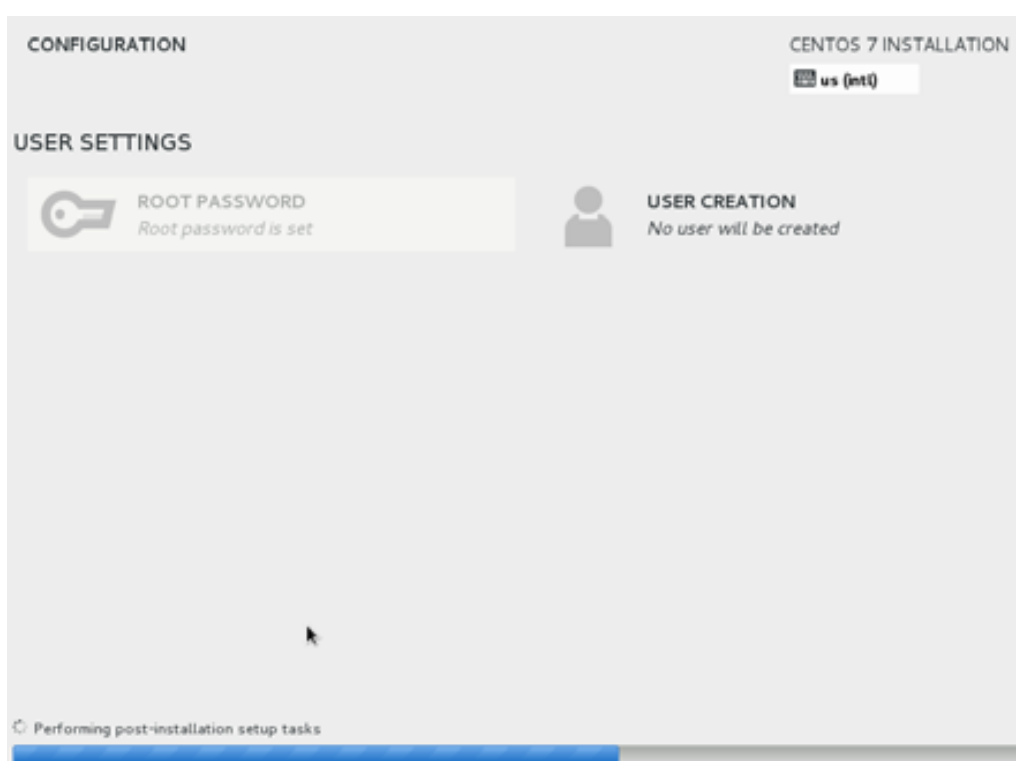 CONFIGURATION
CENTOS 7 INSTALLATION
us (intl)
USER SETTINGS
ROOT PASSWORD
Root password is set
USER CREATION
No user will be created
Performing post-installation setup tasks